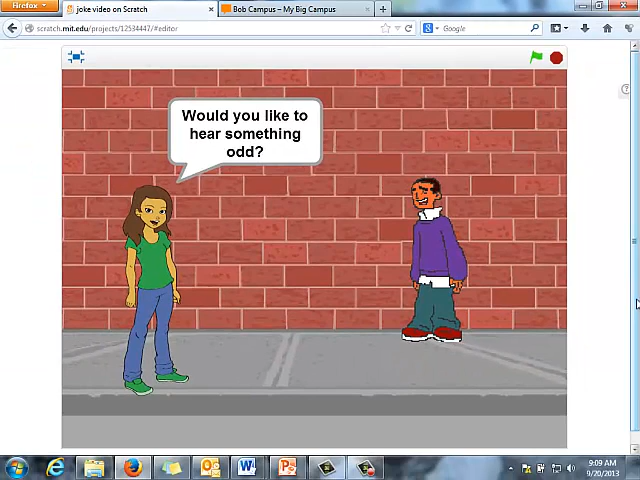 Firefox
joke video on Scratch
Bob Campus – My Big Campus
scratch.mit.edu/projects/12534447/#editor
Google
Would you like to
hear something
odd?
9:09 AM
9/20/2013